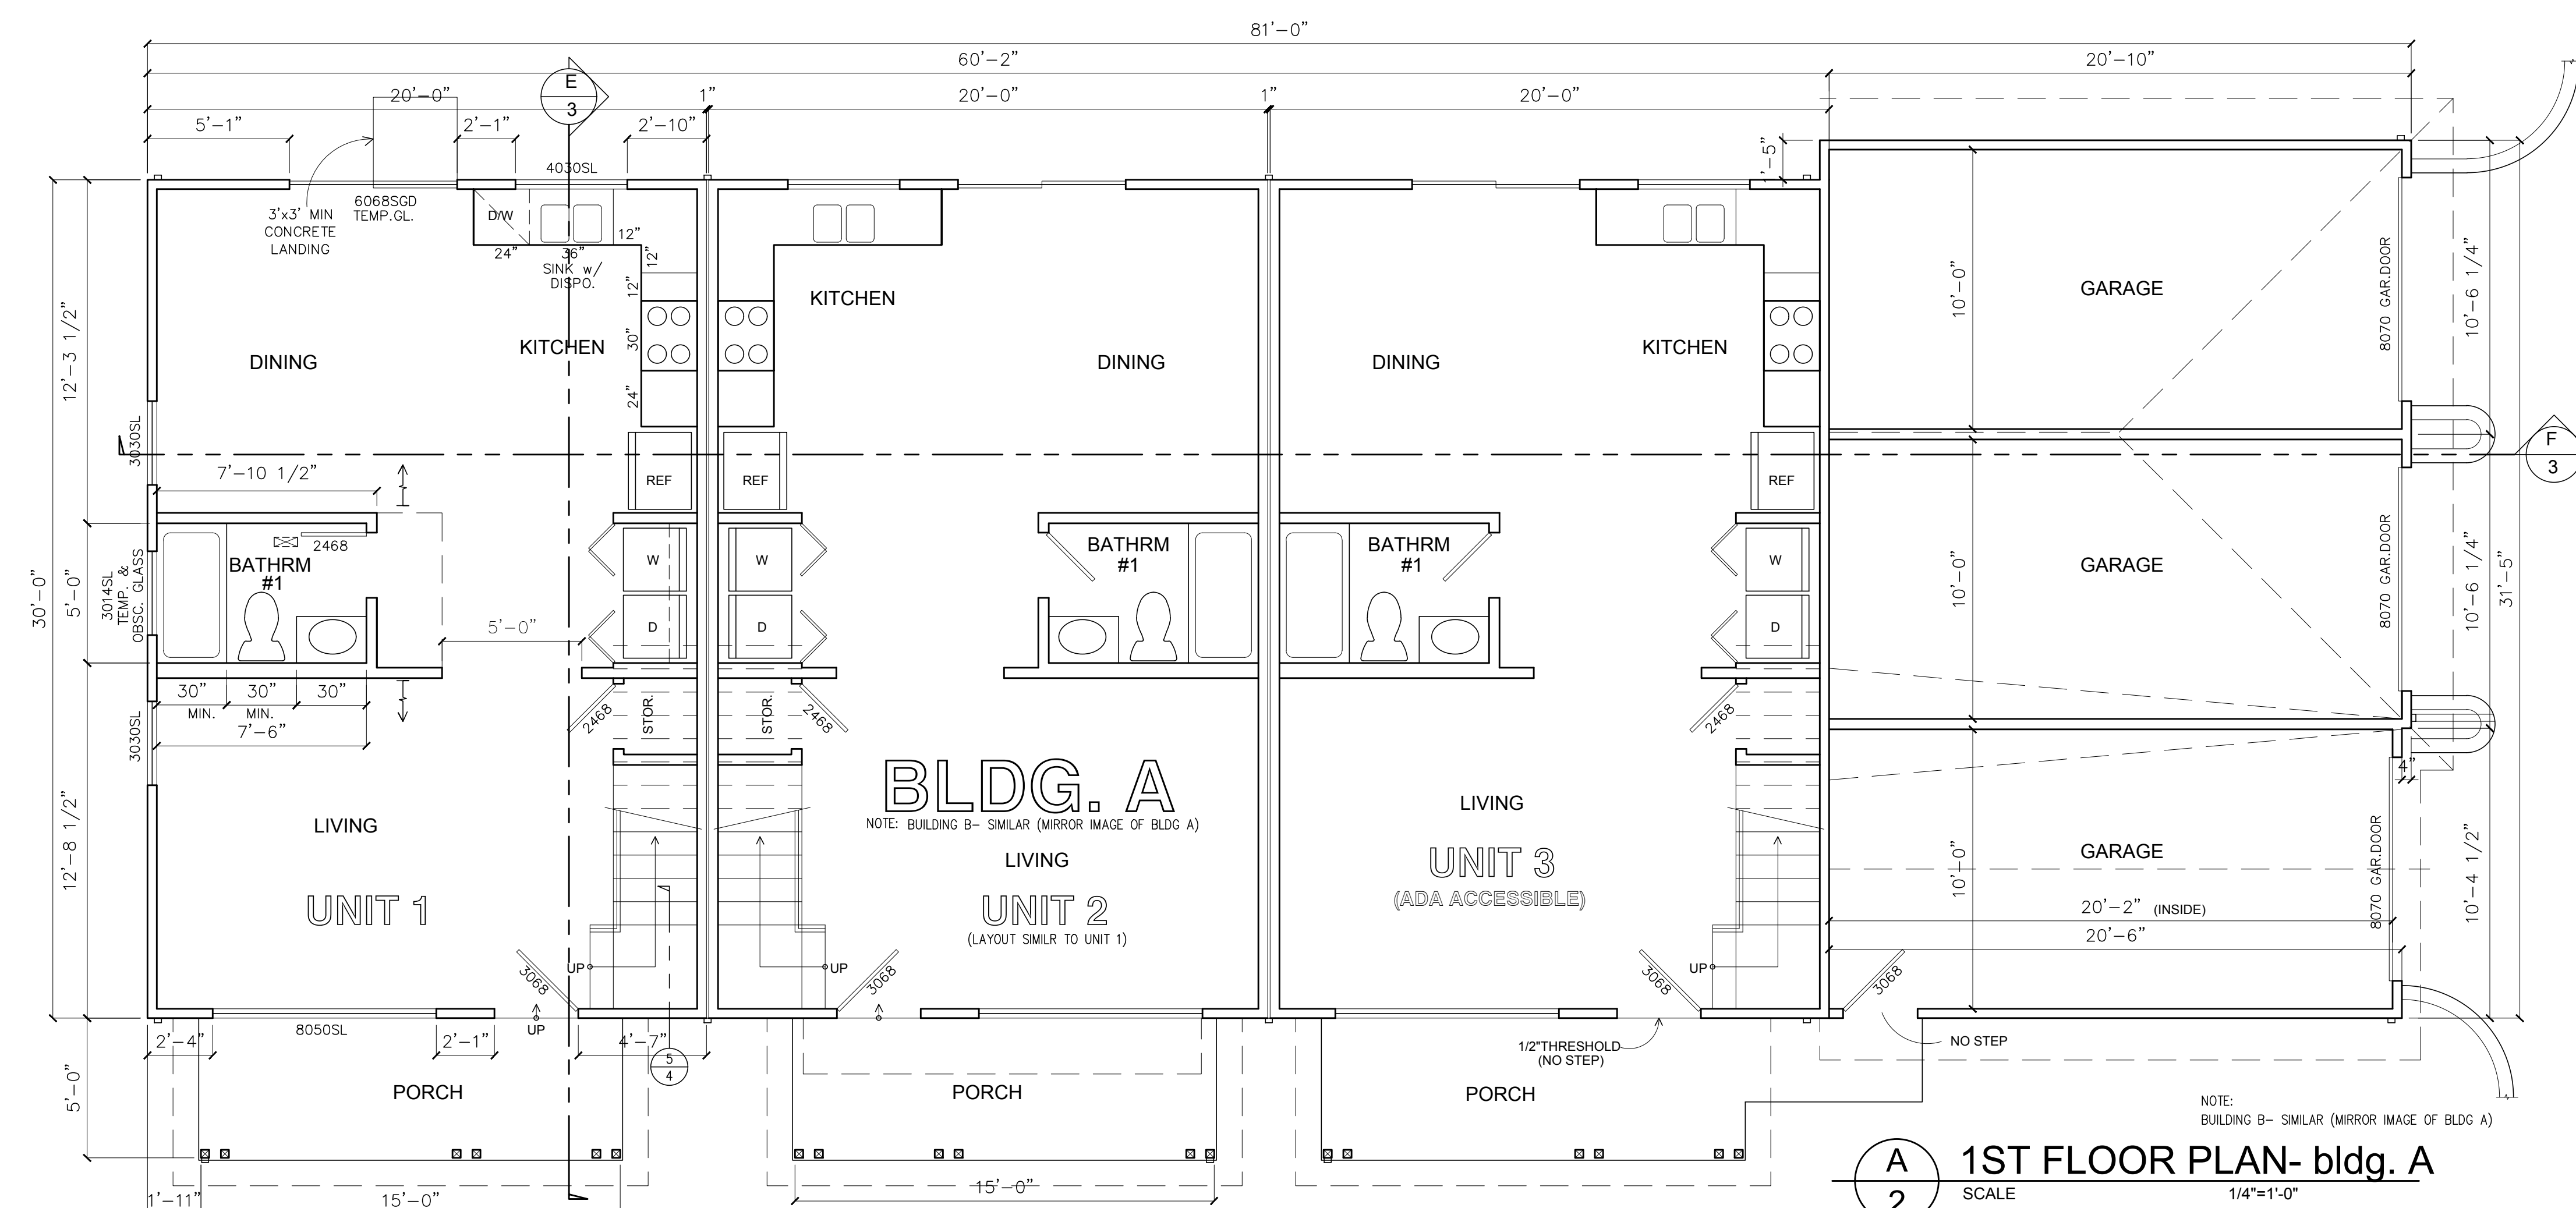 81'-0"
60'-2"
20'-10"
E
3
20'-0"
1"
20'-0"
1"
20'-0"
5'-1"
2'-1"
2'-10"
4030SL
1'-5"
6068SGD
TEMP.GL.
3'x3' MIN
CONCRETE
LANDING
D/W
24"
36"
12"
12"
SINK w/
DISPO.
12"
30"
24"
KITCHEN
DINING
KITCHEN
DINING
DINING
KITCHEN
GARAGE
10'-0"
8070 GAR.DOOR
10'-6 1/4"
30'-0"
12'-3 1/2"
3030SL
7'-10 1/2"
REF
REF
REF
F
3
5'-0"
3014SL
TEMP. &
OBSC. GLASS
2468
BATHRM
#1
5'-0"
W
D
W
D
BATHRM
#1
BATHRM
#1
W
D
GARAGE
10'-0"
8070 GAR.DOOR
10'-6 1/4"
31'-5"
30"
30"
30"
MIN.
MIN.
7'-6"
3030SL
2468
STOR.
STOR.
2468
2468
4"
BLDG. A
NOTE: BUILDING B- SIMILAR (MIRROR IMAGE OF BLDG A)
12'-8 1/2"
LIVING
LIVING
LIVING
UNIT 1
UNIT 2
(LAYOUT SIMILR TO UNIT 1)
UNIT 3
(ADA ACCESSIBLE)
GARAGE
10'-0"
8070 GAR.DOOR
10'-4 1/2"
20'-2" (INSIDE)
20'-6"
UP
3068
UP
3068
3068
UP
3068
8050SL
UP
2'-4"
2'-1"
4'-7"
5
4
1/2"THRESHOLD
(NO STEP)
NO STEP
5'-0"
PORCH
PORCH
PORCH
NOTE:
BUILDING B- SIMILAR (MIRROR IMAGE OF BLDG A)
A
2
1ST FLOOR PLAN- bldg. A
SCALE
1/4"=1'-0"
1'-11"
15'-0"
15'-0"